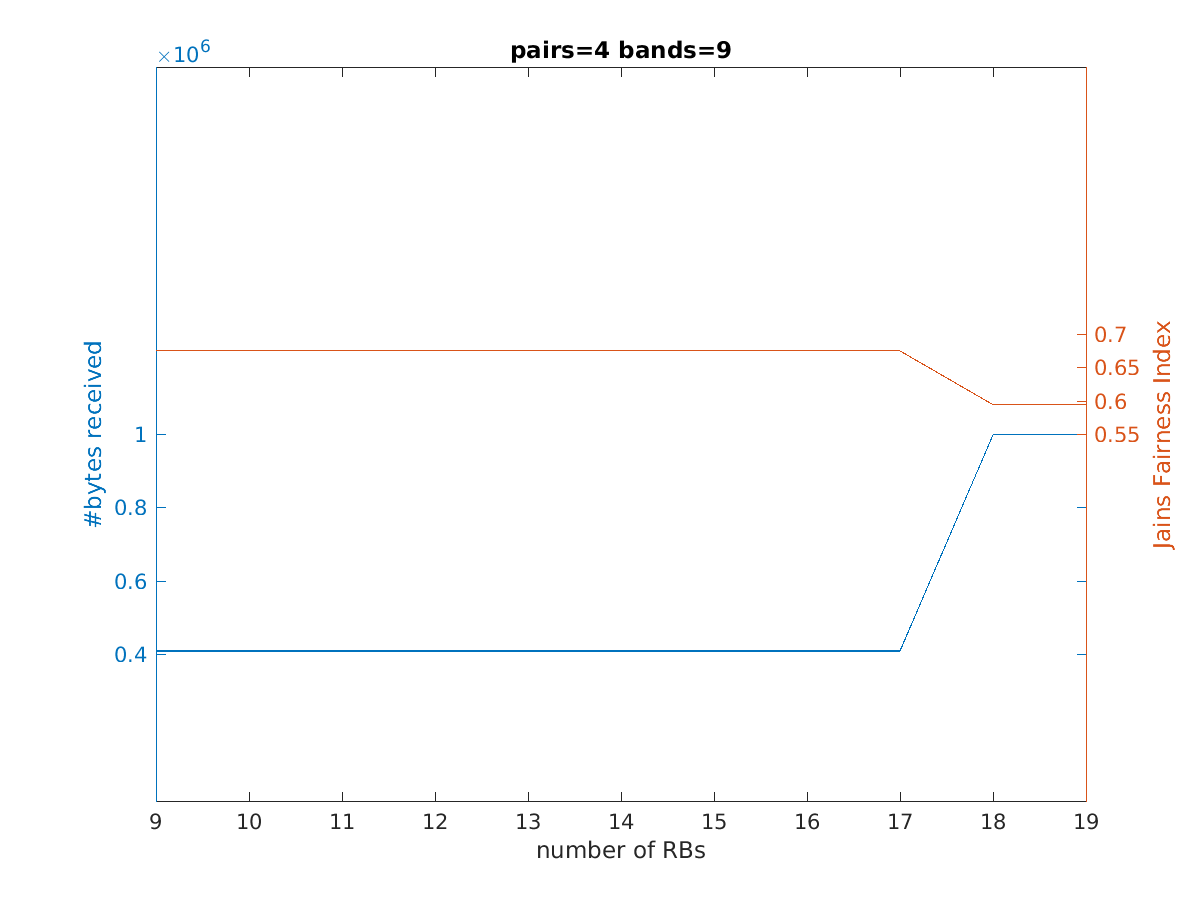 pairs=4 bands=9
×10^6
#bytes received
1
0.8
0.6
0.4
Jains Fairness Index
0.7
0.65
0.6
0.55
9 10 11 12 13 14 15 16 17 18 19
number of RBs